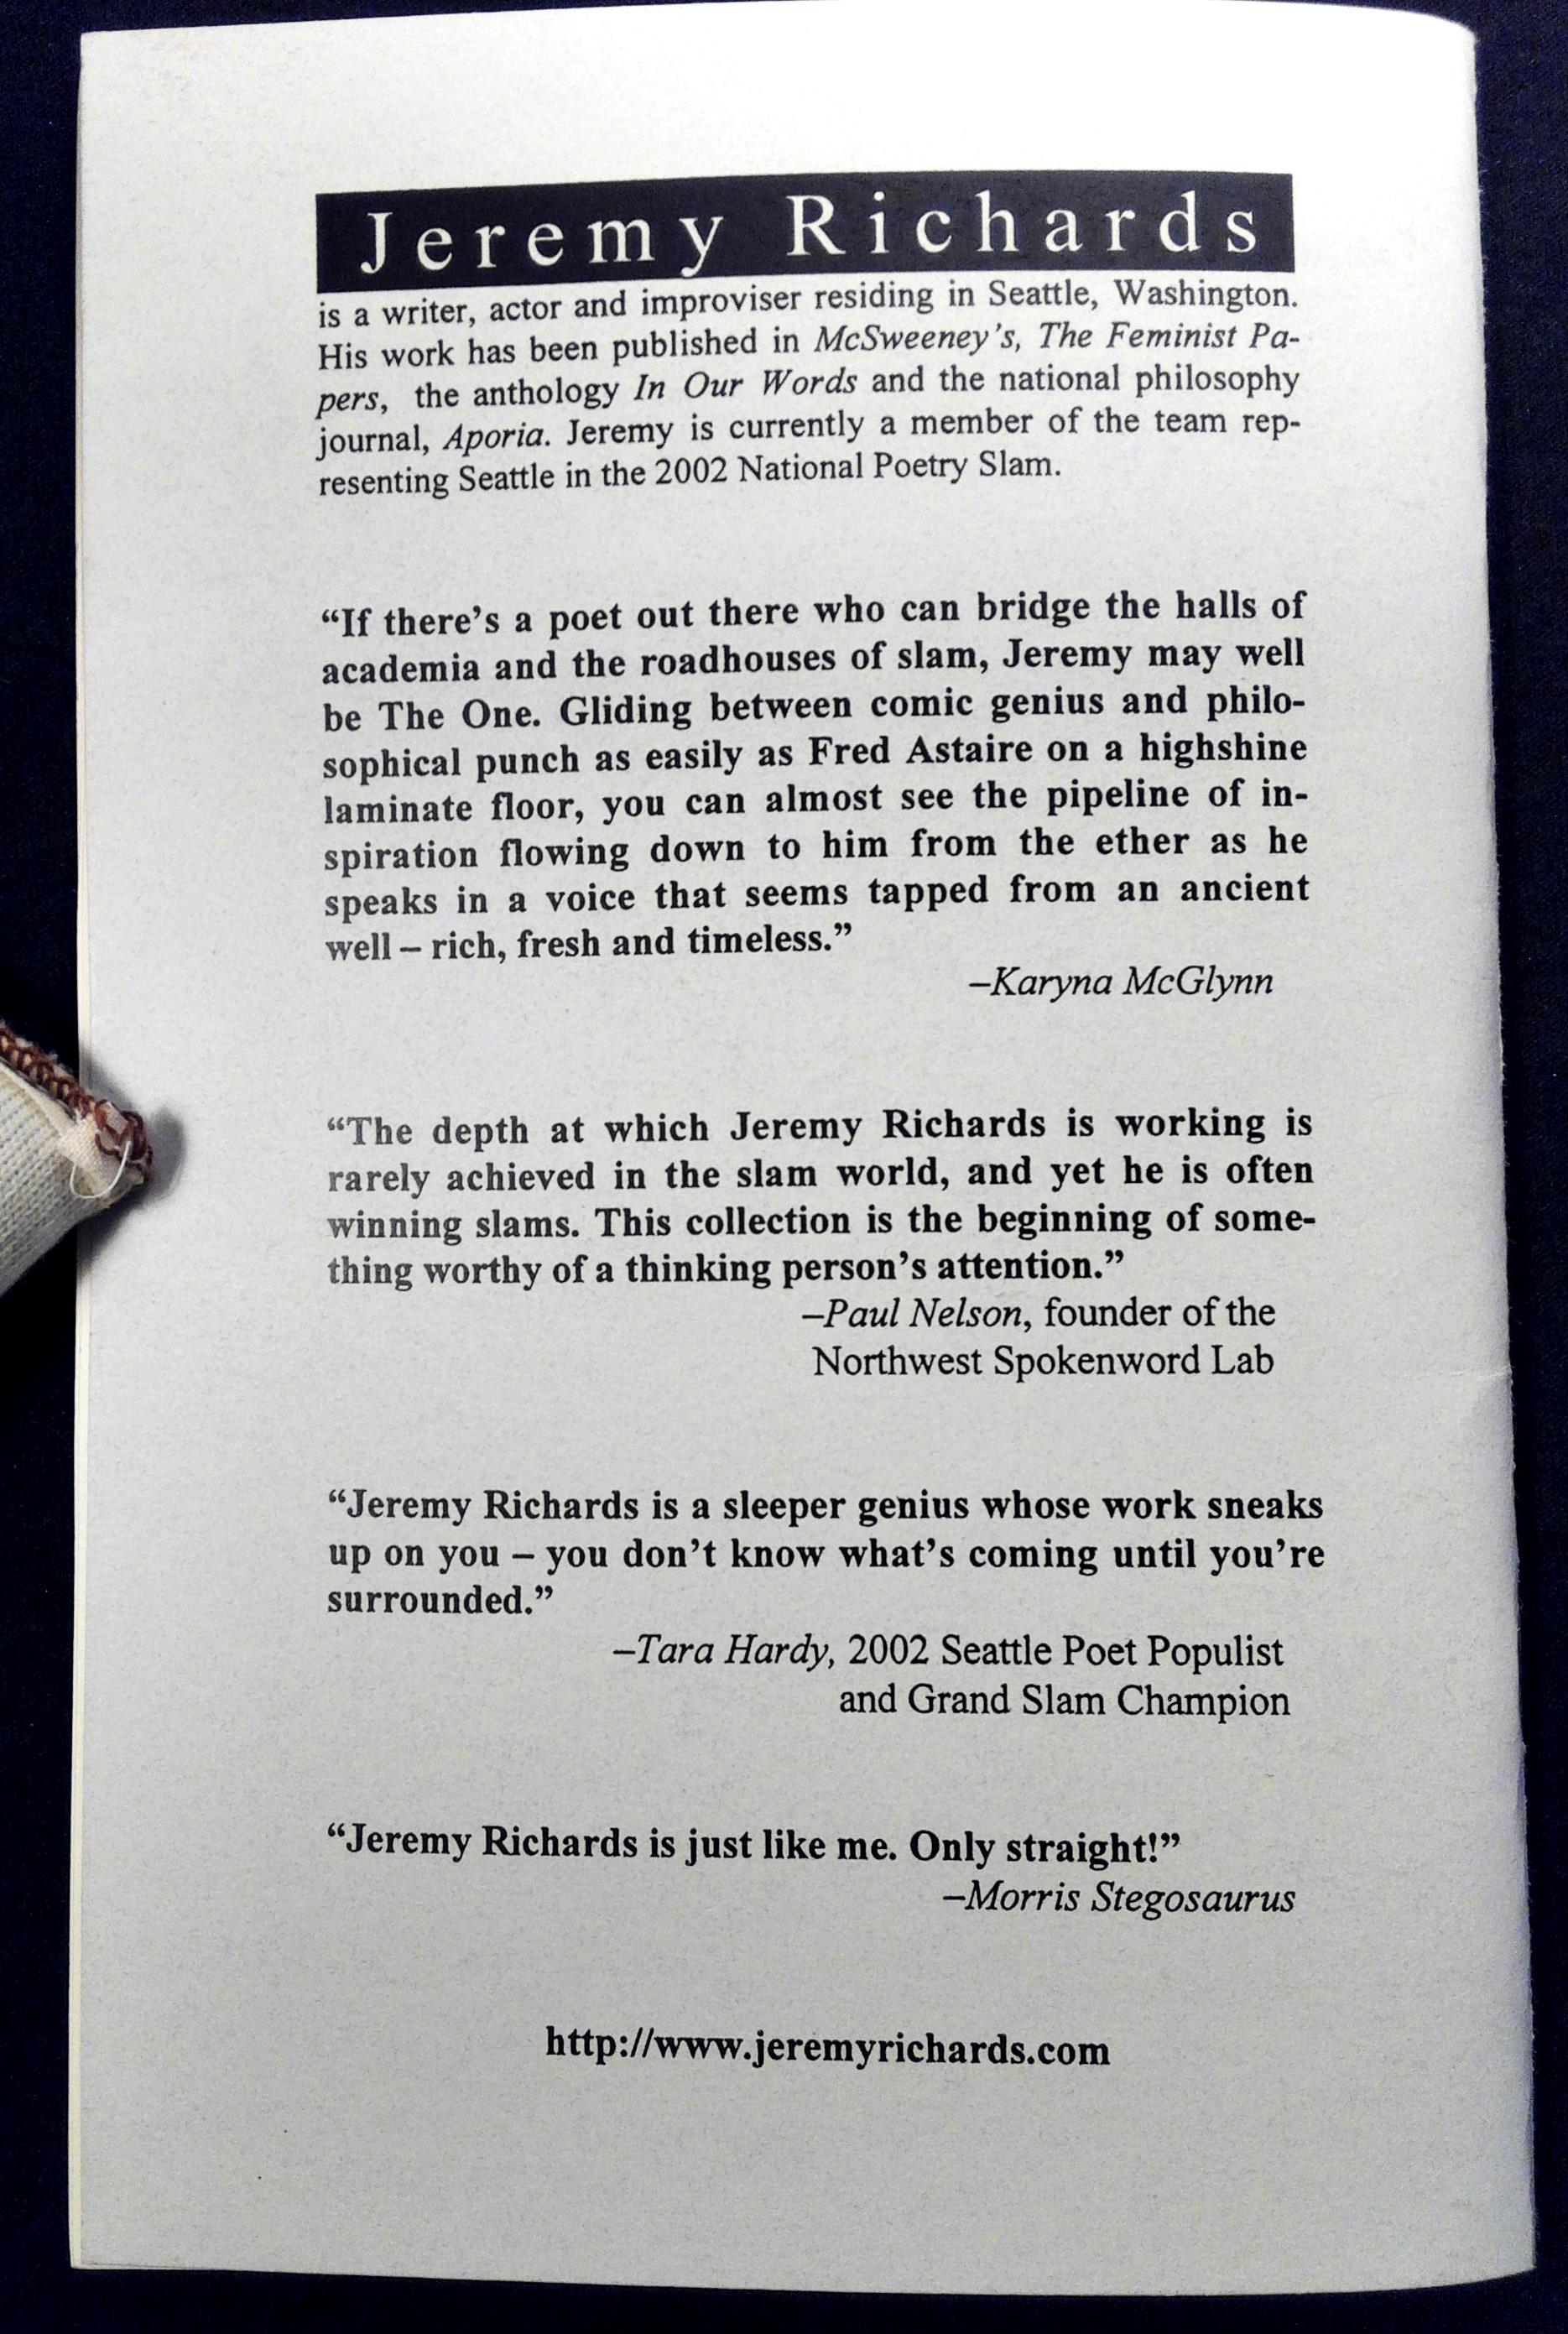 Jeremy Richards
is a writer, actor and improviser residing in Seattle, Washington.
His work has been published in McSweeney's, The Feminist Pa-
pers, the anthology In Our Words and the national philosophy
journal, Aporia. Jeremy is currently a member of the team rep-
resenting Seattle in the 2002 National Poetry Slam.
“If there’s a poet out there who can bridge the halls of
academia and the roadhouses of slam, Jeremy may well
be The One. Gliding between comic genius and philo-
sophical punch as easily as Fred Astaire on a highshine
laminate floor, you can almost see the pipeline of in-
spiration flowing down to him from the ether as he
speaks in a voice that seems tapped from an ancient
well – rich, fresh and timeless.”
–Karyna McGlynn
“The depth at which Jeremy Richards is working is
rarely achieved in the slam world, and yet he is often
winning slams. This collection is the beginning of some-
thing worthy of a thinking person’s attention.”
–Paul Nelson, founder of the
Northwest Spokenword Lab
“Jeremy Richards is a sleeper genius whose work sneaks
up on you – you don’t know what’s coming until you’re
surrounded.”
–Tara Hardy, 2002 Seattle Poet Populist
and Grand Slam Champion
“Jeremy Richards is just like me. Only straight!”
–Morris Stegosaurus
http://www.jeremyrichards.com